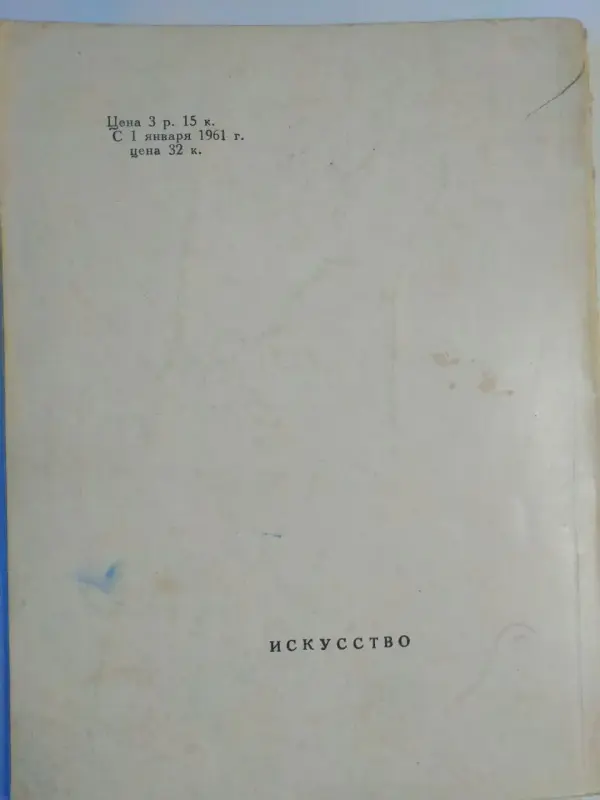 Цена 3 р. 15 к.
С 1 января 1961 г.
цена 32 к.
ИСКУССТВО